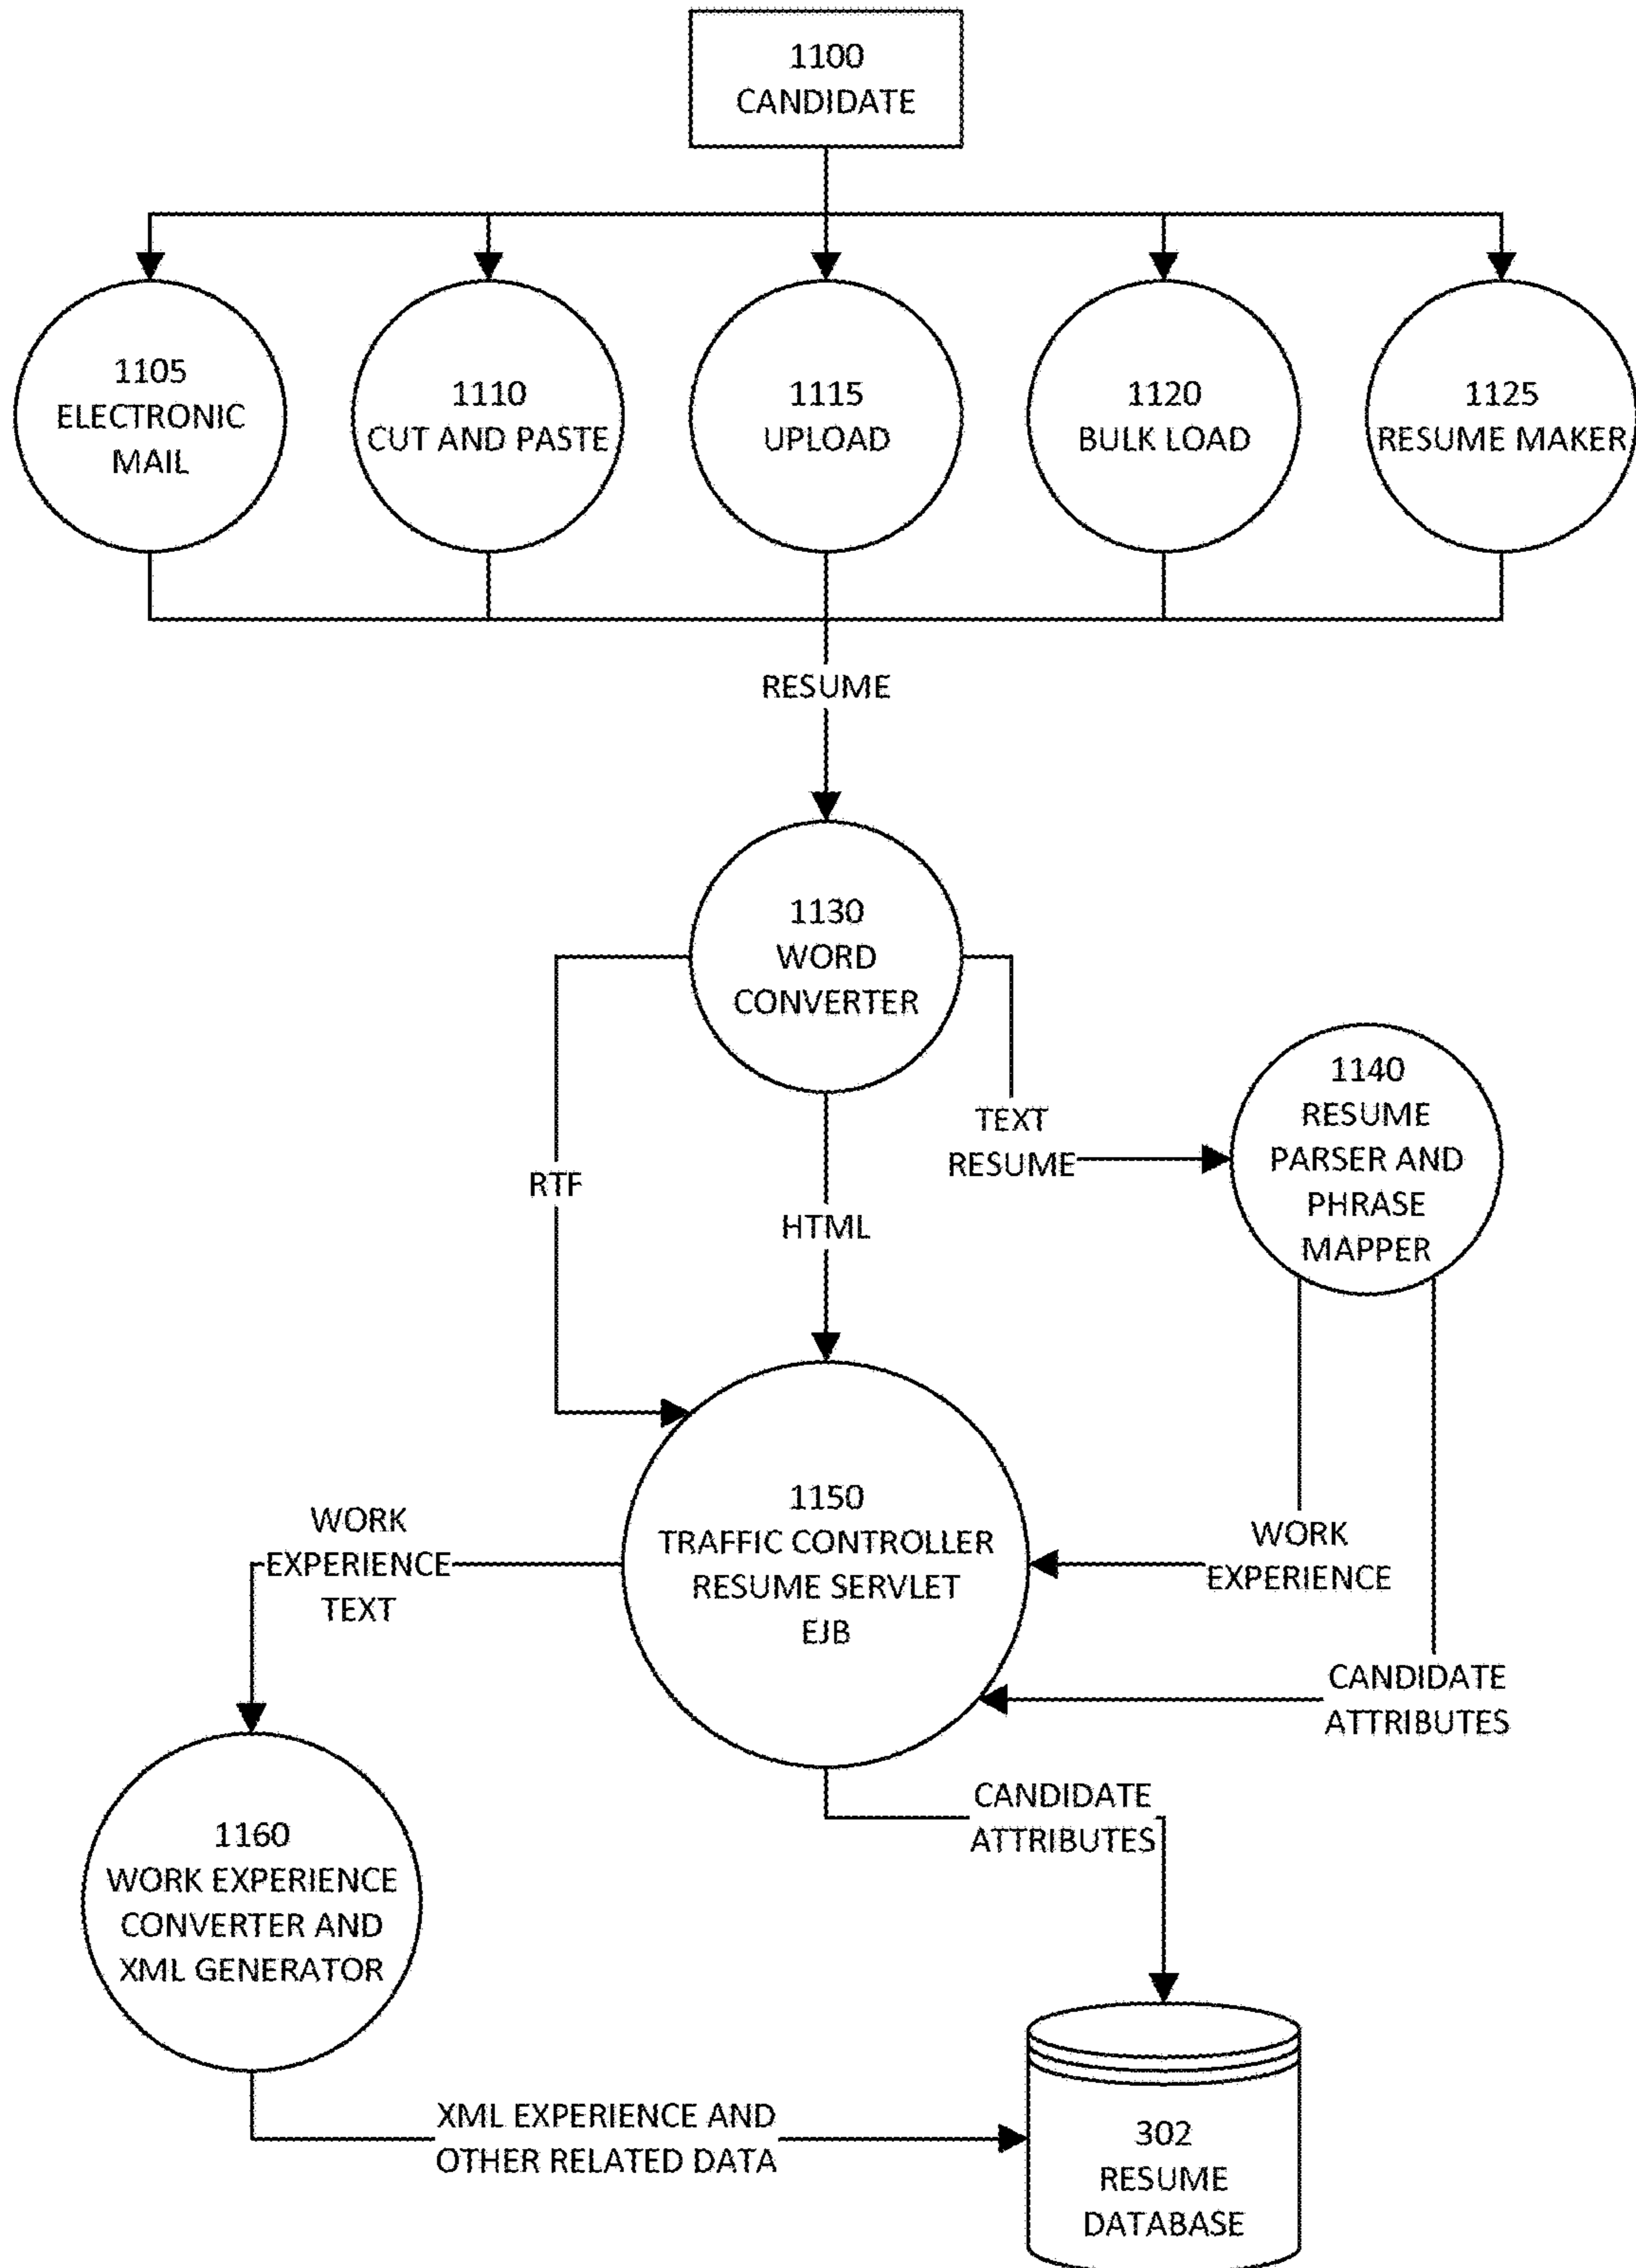 1100
CANDIDATE
1105
ELECTRONIC
MAIL
1110
CUT AND PASTE
1115
UPLOAD
1120
BULK LOAD
1125
RESUME MAKER
RESUME
1130
WORD
CONVERTER
RTF
HTML
TEXT
RESUME
1140
RESUME
PARSER AND
PHRASE
MAPPER
WORK
EXPERIENCE
TEXT
1150
TRAFFIC CONTROLLER
RESUME SERVLET
EJB
WORK
EXPERIENCE
CANDIDATE
ATTRIBUTES
CANDIDATE
ATTRIBUTES
1160
WORK EXPERIENCE
CONVERTER AND
XML GENERATOR
XML EXPERIENCE AND
OTHER RELATED DATA
302
RESUME
DATABASE